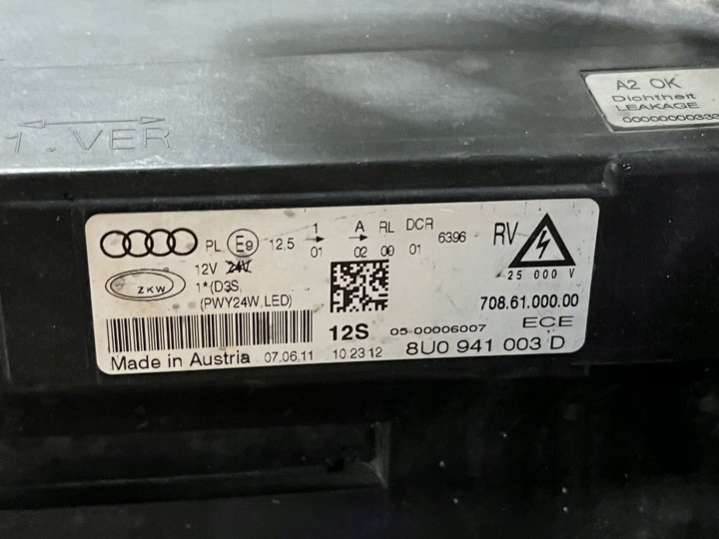 1 VER
A2 OK
Dichtheit
LEAKAGE
PL E9 12,5 1 A RL DCR 6396 RV
01 02 00 01
12V 24V
25 000 V
ZKW
1*(D3S,
(PWY24W,LED)
708.61.000.00
12S 05 00006007 ECE
Made in Austria 07.06.11 10 23 12 8U0 941 003 D